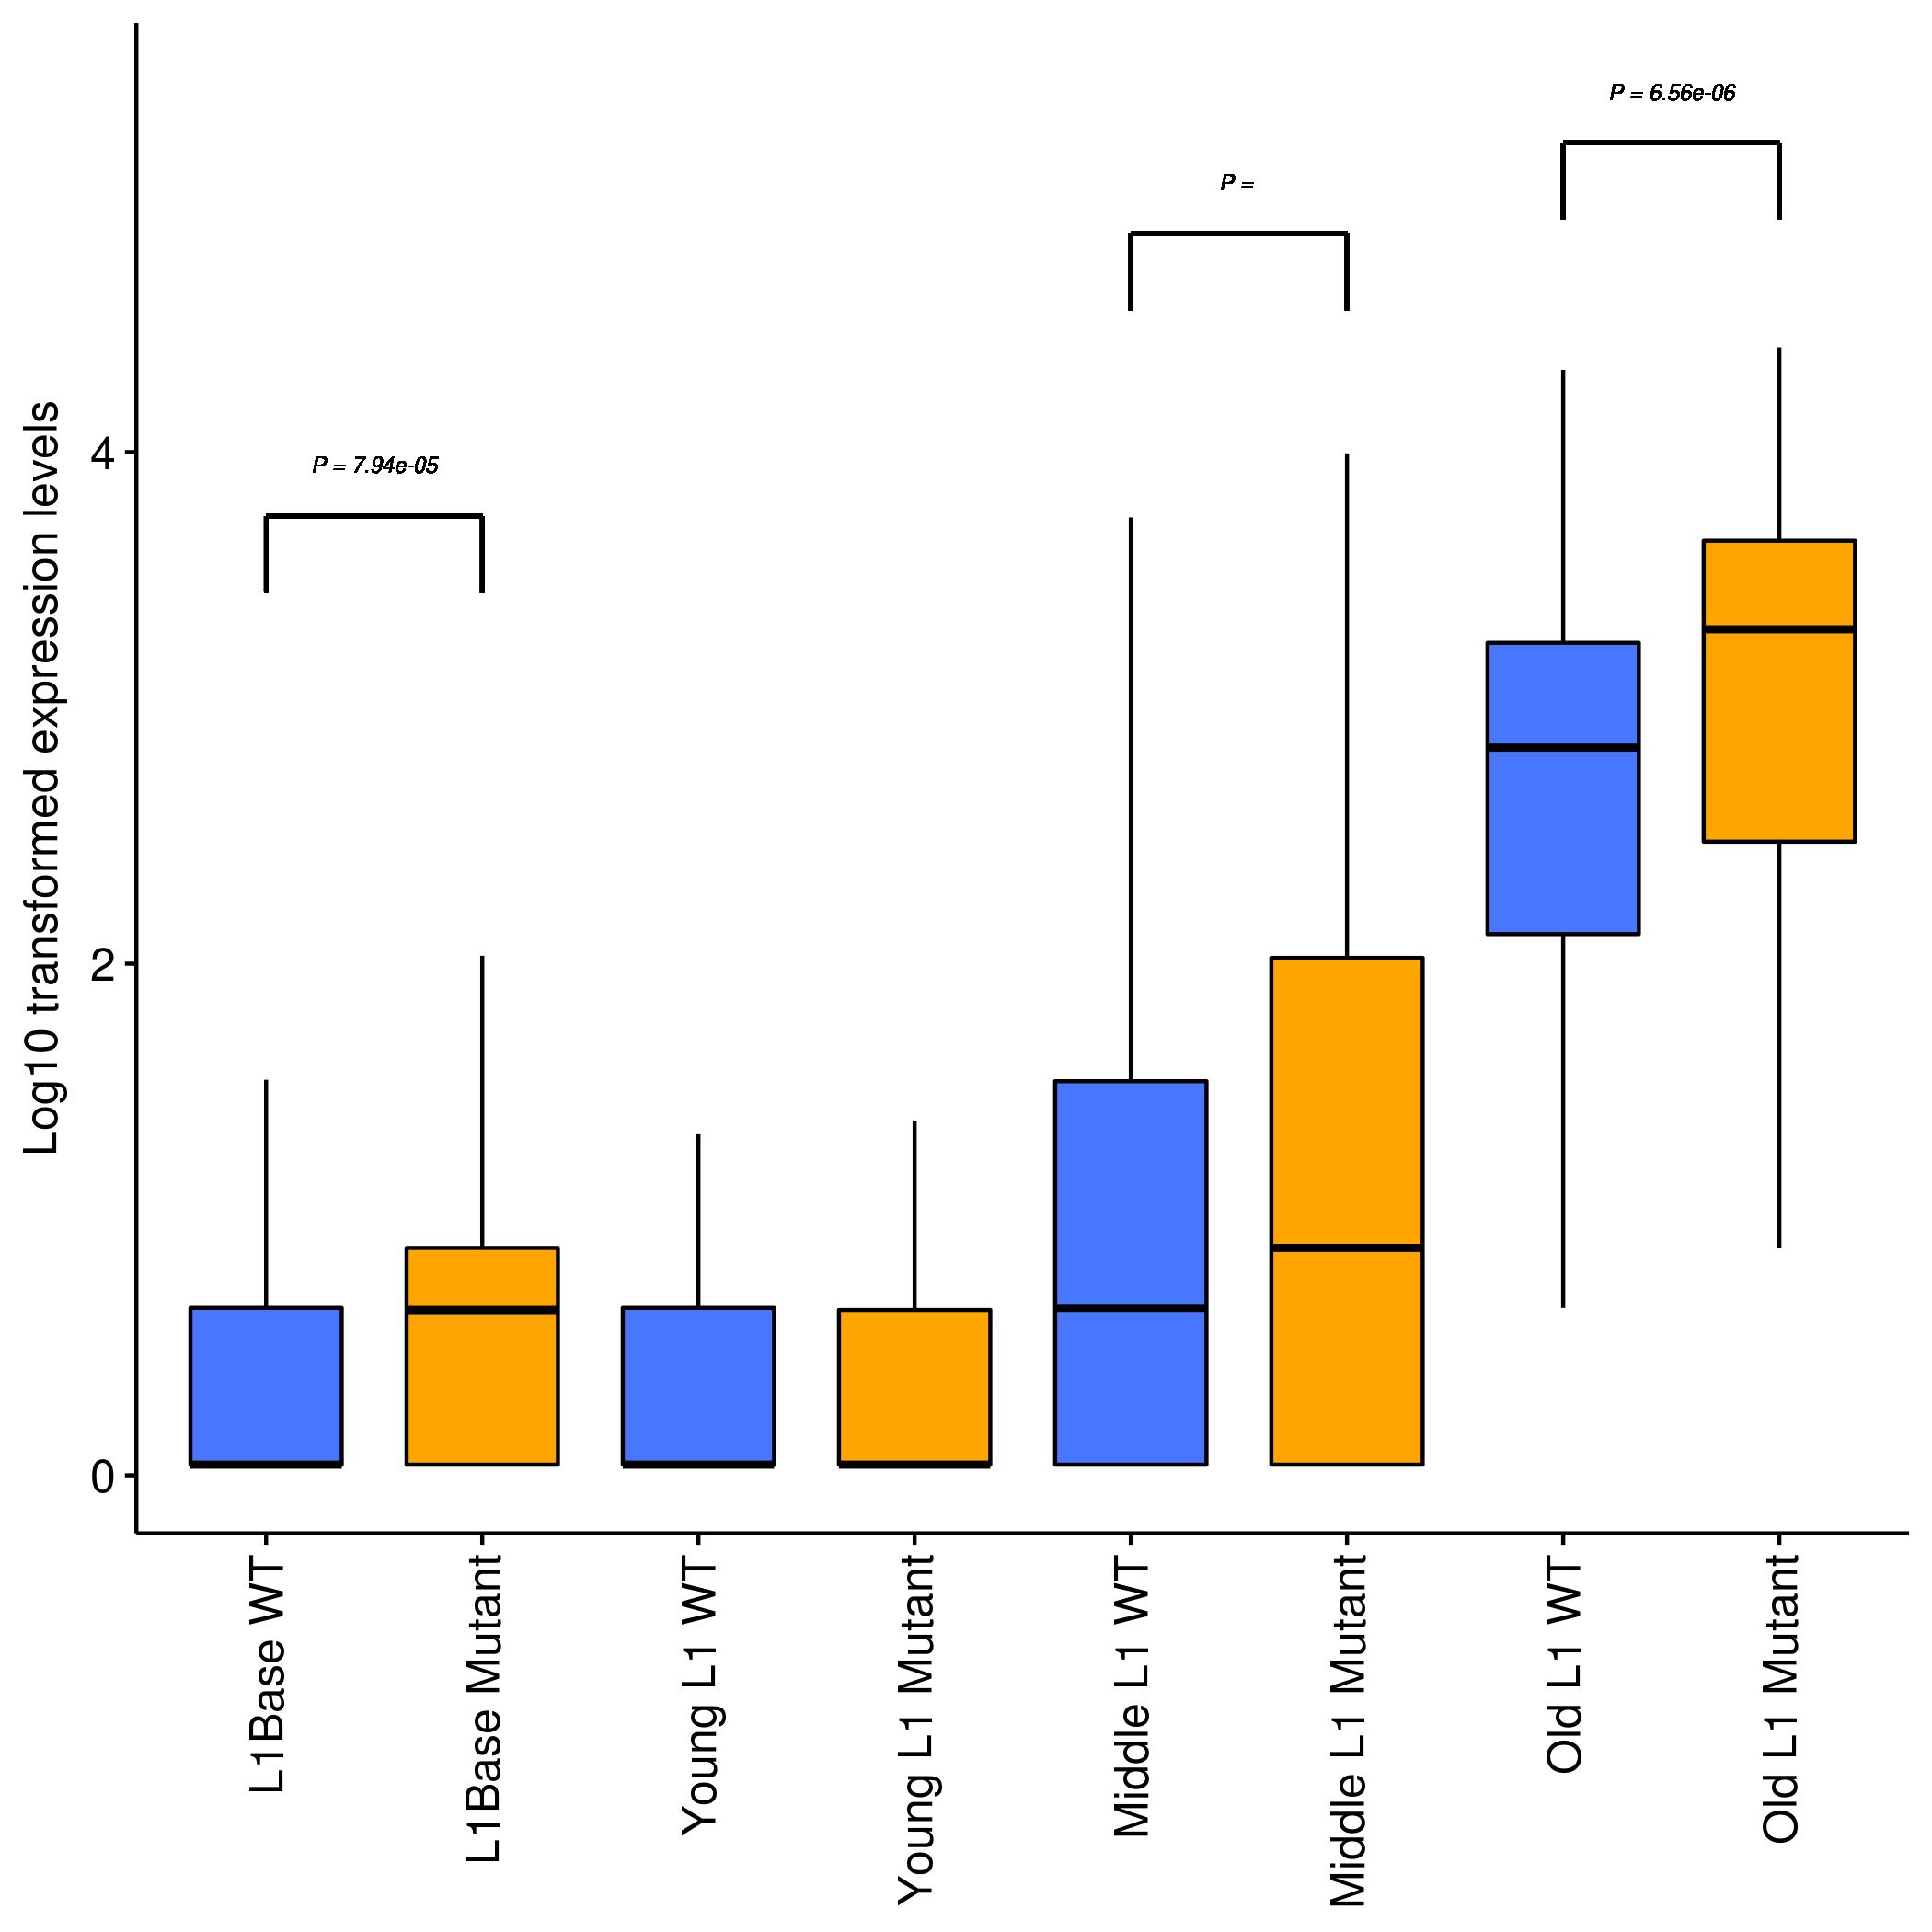 P = 6.56e-06
P =
P = 7.94e-05
Log10 transformed expression levels
4
2
0
L1Base WT
L1Base Mutant
Young L1 WT
Young L1 Mutant
Middle L1 WT
Middle L1 Mutant
Old L1 WT
Old L1 Mutant